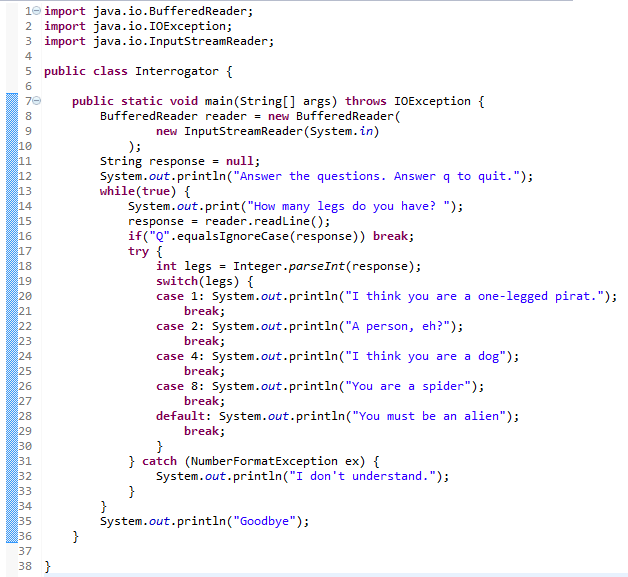 1 import java.io.BufferedReader;
2 import java.io.IOException;
3 import java.io.InputStreamReader;
4
5 public class Interrogator {
6
7     public static void main(String[] args) throws IOException {
8         BufferedReader reader = new BufferedReader(
9                 new InputStreamReader(System.in)
10             );
11         String response = null;
12         System.out.println("Answer the questions. Answer q to quit.");
13         while(true) {
14             System.out.print("How many legs do you have? ");
15             response = reader.readLine();
16             if("Q".equalsIgnoreCase(response)) break;
17             try {
18                 int legs = Integer.parseInt(response);
19                 switch(legs) {
20                 case 1: System.out.println("I think you are a one-legged pirat.");
21                     break;
22                 case 2: System.out.println("A person, eh?");
23                     break;
24                 case 4: System.out.println("I think you are a dog");
25                     break;
26                 case 8: System.out.println("You are a spider");
27                     break;
28                 default: System.out.println("You must be an alien");
29                     break;
30                 }
31             } catch (NumberFormatException ex) {
32                 System.out.println("I don't understand.");
33             }
34         }
35         System.out.println("Goodbye");
36     }
37
38 }